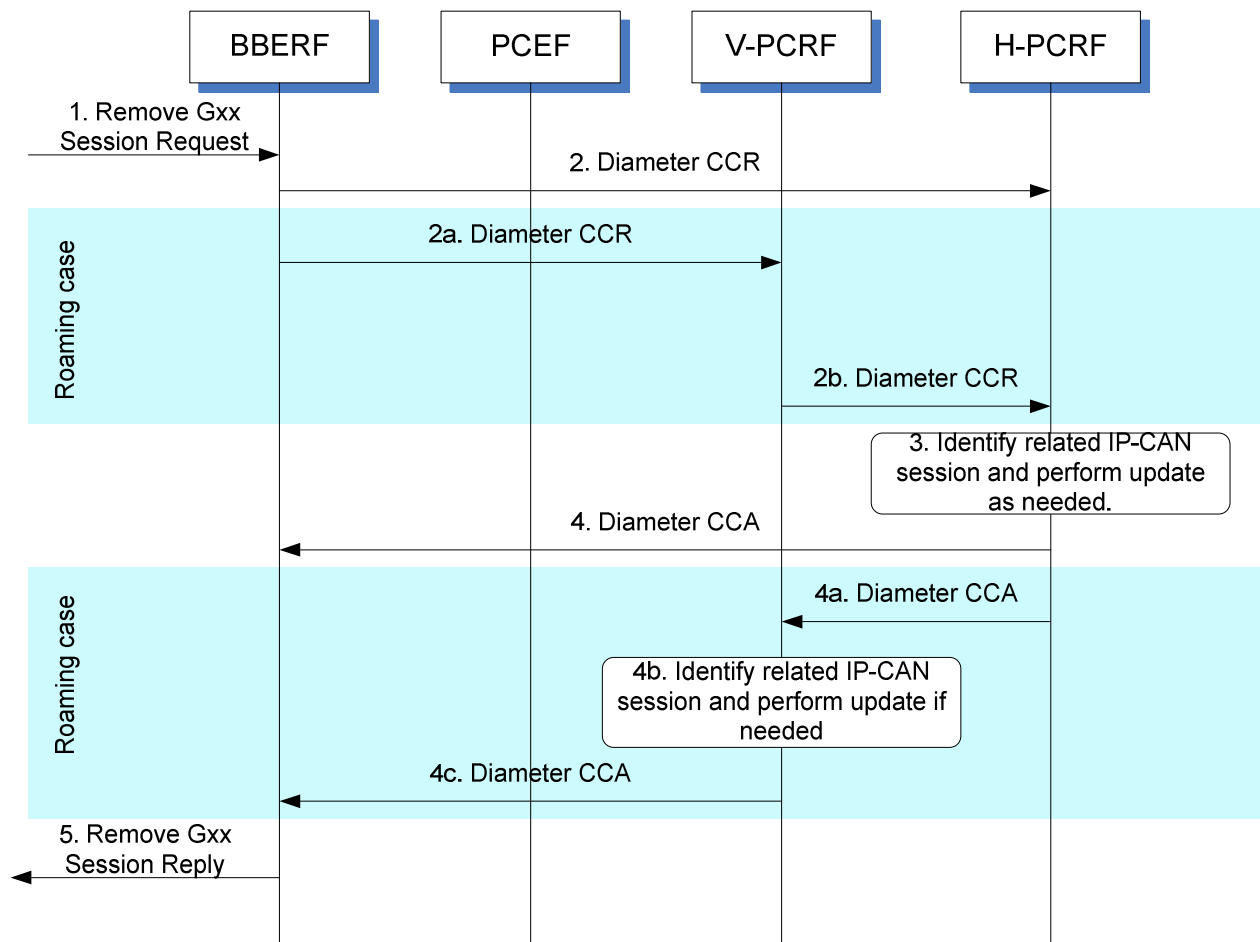 BBERF
PCEF
V-PCRF
H-PCRF
1. Remove Gxx
Session Request
2. Diameter CCR
Roaming case
2a. Diameter CCR
2b. Diameter CCR
3. Identify related IP-CAN
session and perform update
as needed.
4. Diameter CCA
Roaming case
4a. Diameter CCA
4b. Identify related IP-CAN
session and perform update if
needed
4c. Diameter CCA
5. Remove Gxx
Session Reply